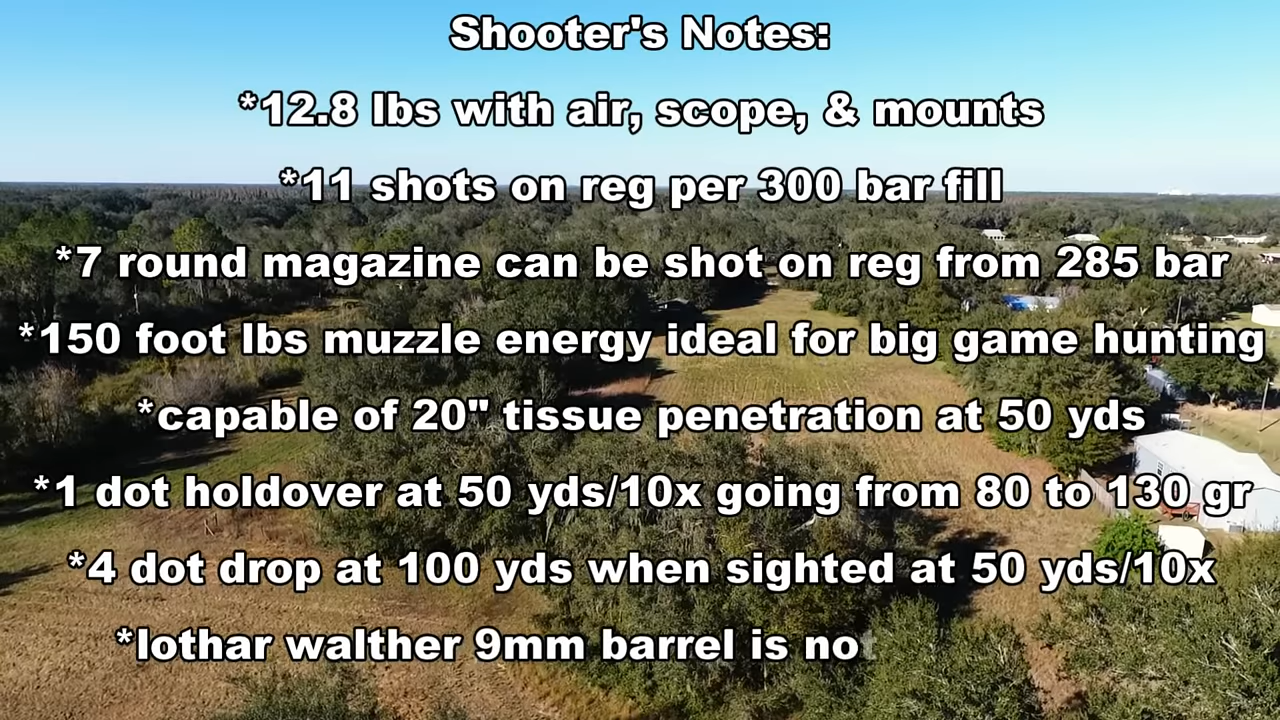 Shooter's Notes:
*12.8 lbs with air, scope, & mounts
*11 shots on reg per 300 bar fill
*7 round magazine can be shot on reg from 285 bar
*150 foot lbs muzzle energy ideal for big game hunting
*capable of 20" tissue penetration at 50 yds
*1 dot holdover at 50 yds/10x going from 80 to 130 gr
*4 dot drop at 100 yds when sighted at 50 yds/10x
*lothar walther 9mm barrel is not